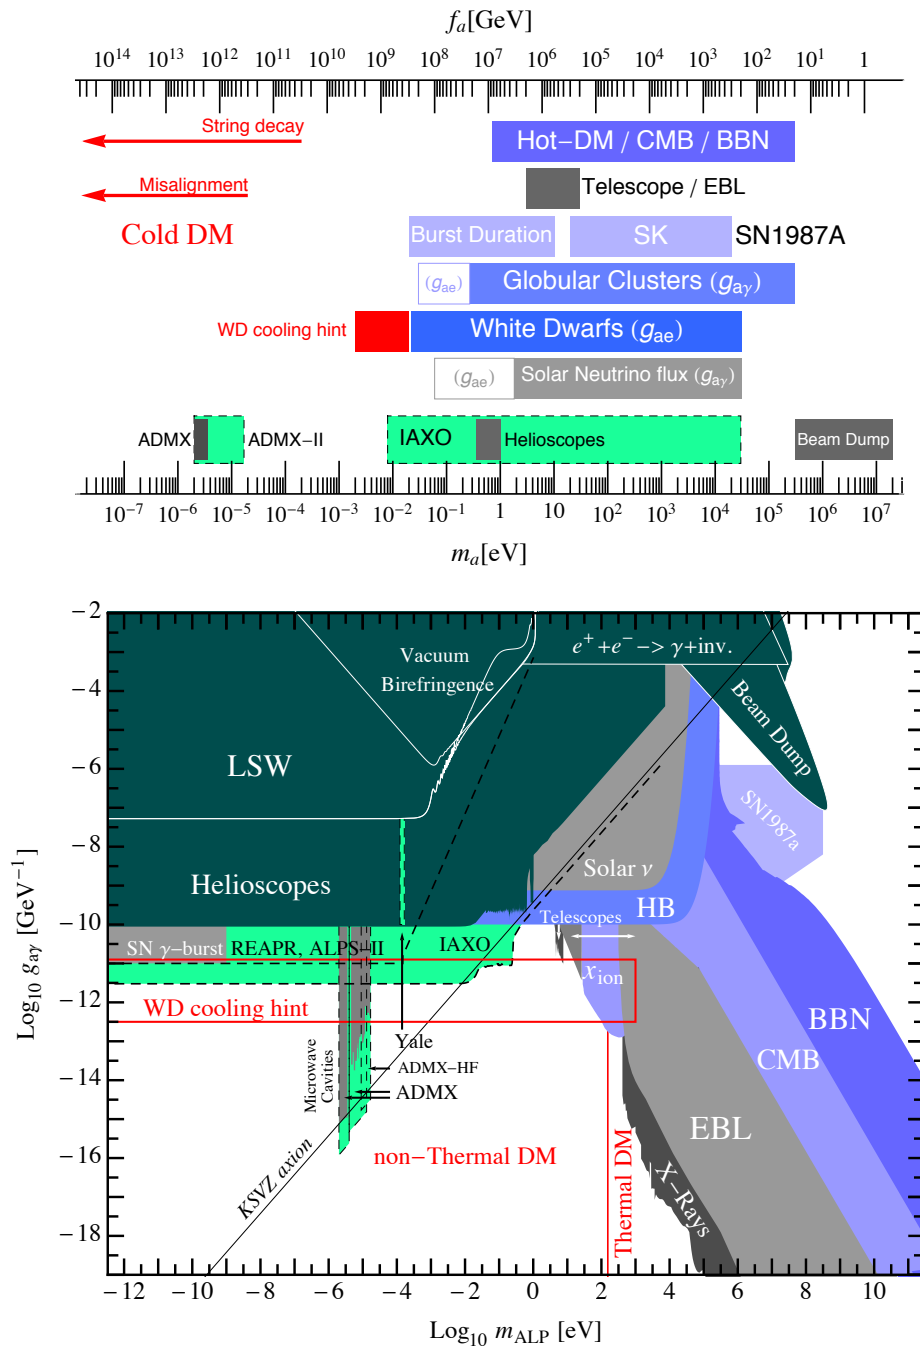 f_a[GeV]
10^14 10^13 10^12 10^11 10^10 10^9 10^8 10^7 10^6 10^5 10^4 10^3 10^2 10^1 1
String decay
Hot−DM / CMB / BBN
Misalignment
Telescope / EBL
Cold DM
Burst Duration
SK
SN1987A
(g_ae)
Globular Clusters (g_aγ)
WD cooling hint
White Dwarfs (g_ae)
(g_ae)
Solar Neutrino flux (g_aγ)
ADMX
ADMX−II
IAXO
Helioscopes
Beam Dump
10^−7 10^−6 10^−5 10^−4 10^−3 10^−2 10^−1 1 10 10^2 10^3 10^4 10^5 10^6 10^7
m_a[eV]
−2
−4
−6
−8
−10
−12
−14
−16
−18
Log_10 g_aγ [GeV^−1]
Vacuum
Birefringence
e^+ + e^− −> γ+inv.
LSW
Beam Dump
SN1987a
Helioscopes
Solar ν
HB
Telescopes
SN γ−burst
REAPR, ALPS−II
IAXO
x_ion
WD cooling hint
Yale
BBN
CMB
Microwave
Cavities
ADMX−HF
ADMX
EBL
non−Thermal DM
KSVZ axion
Thermal DM
X−Rays
−12 −10 −8 −6 −4 −2 0 2 4 6 8 10
Log_10 m_ALP [eV]